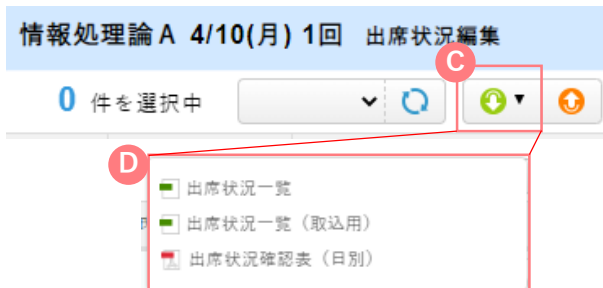 情報処理論A 4/10(月) 1回 出席状況編集
C
0 件を選択中
D
出席状況一覧
出席状況一覧（取込用）
出席状況確認表（日別）